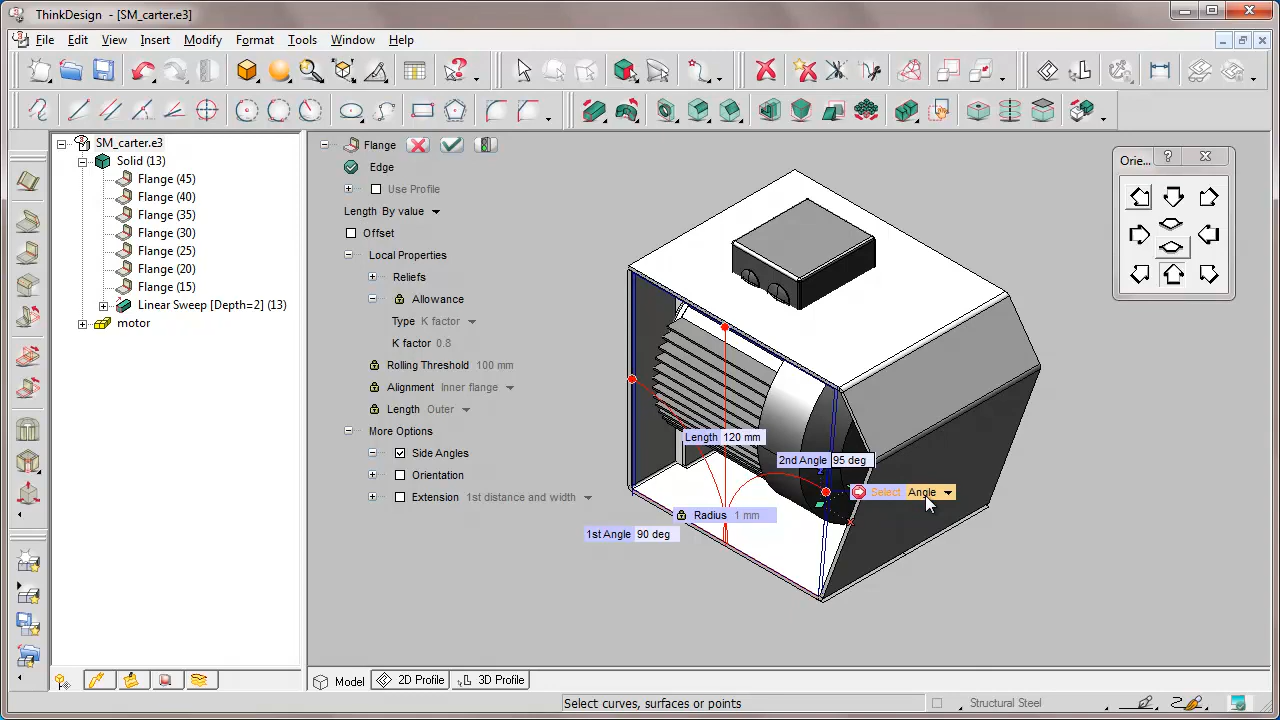 ThinkDesign - [SM_carter.e3]
File Edit View Insert Modify Format Tools Window Help
SM_carter.e3
Solid (13)
Flange (45)
Flange (40)
Flange (35)
Flange (30)
Flange (25)
Flange (20)
Flange (15)
Linear Sweep [Depth=2] (13)
motor
Flange
Edge
Use Profile
Length By value
Offset
Local Properties
Reliefs
Allowance
Type K factor
K factor 0.8
Rolling Threshold 100 mm
Alignment Inner flange
Length Outer
More Options
Side Angles
Orientation
Extension 1st distance and width
Length 120 mm
2nd Angle 95 deg
Select Angle
Radius 1 mm
1st Angle 90 deg
Orie...
Model 2D Profile 3D Profile
Select curves, surfaces or points
Structural Steel